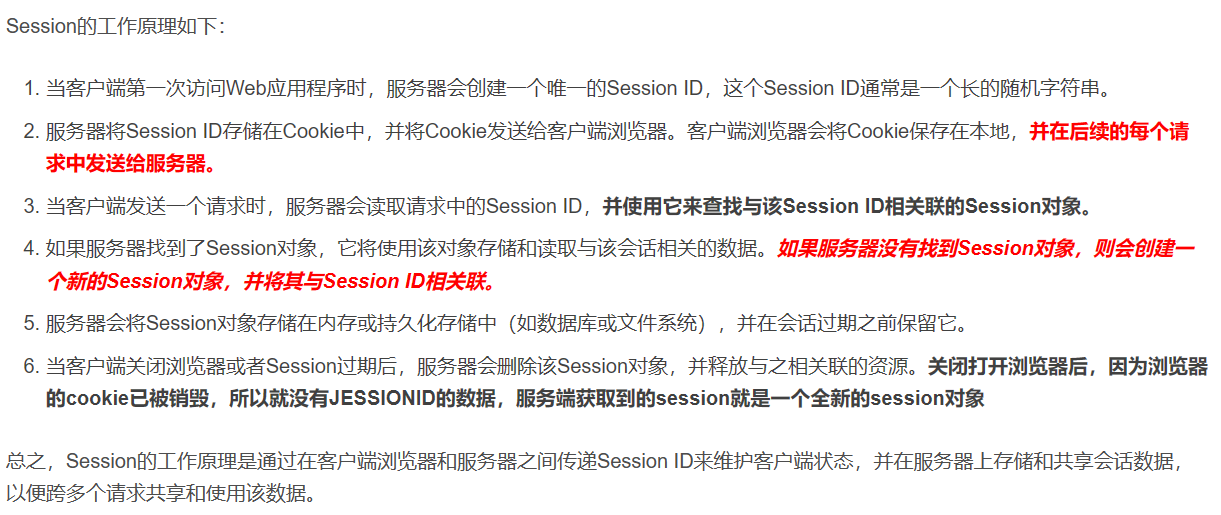 Session的工作原理如下：
1. 当客户端第一次访问Web应用程序时，服务器会创建一个唯一的Session ID，这个Session ID通常是一个长的随机字符串。
2. 服务器将Session ID存储在Cookie中，并将Cookie发送给客户端浏览器。客户端浏览器会将Cookie保存在本地，并在后续的每个请
求中发送给服务器。
3. 当客户端发送一个请求时，服务器会读取请求中的Session ID，并使用它来查找与该Session ID相关联的Session对象。
4. 如果服务器找到了Session对象，它将使用该对象存储和读取与该会话相关的数据。如果服务器没有找到Session对象，则会创建一
个新的Session对象，并将其与Session ID相关联。
5. 服务器会将Session对象存储在内存或持久化存储中（如数据库或文件系统），并在会话过期之前保留它。
6. 当客户端关闭浏览器或者Session过期后，服务器会删除该Session对象，并释放与之相关联的资源。关闭打开浏览器后，因为浏览器
的cookie已被销毁，所以就没有JESSIONID的数据，服务端获取到的session就是一个全新的session对象
总之，Session的工作原理是通过在客户端浏览器和服务器之间传递Session ID来维护客户端状态，并在服务器上存储和共享会话数据，
以便跨多个请求共享和使用该数据。